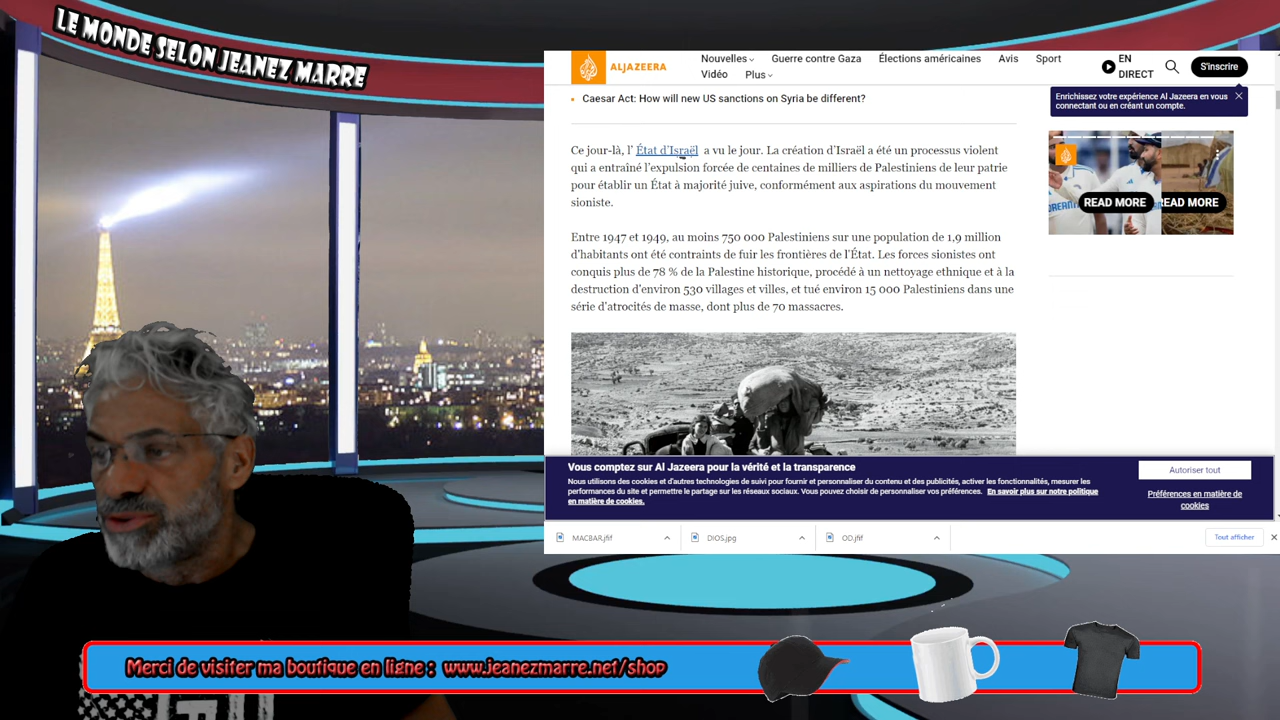 LE MONDE SELON JEANEZ MARRE
ALJAZEERA
Nouvelles
Guerre contre Gaza
Élections américaines
Avis
Sport
Vidéo
Plus
EN DIRECT
S'inscrire
Caesar Act: How will new US sanctions on Syria be different?
Enrichissez votre expérience Al Jazeera en vous
connectant ou en créant un compte.
Ce jour-là, l' État d'Israël a vu le jour. La création d'Israël a été un processus violent
qui a entraîné l'expulsion forcée de centaines de milliers de Palestiniens de leur patrie
pour établir un État à majorité juive, conformément aux aspirations du mouvement
sioniste.
READ MORE
READ MORE
Entre 1947 et 1949, au moins 750 000 Palestiniens sur une population de 1,9 million
d'habitants ont été contraints de fuir les frontières de l'État. Les forces sionistes ont
conquis plus de 78 % de la Palestine historique, procédé à un nettoyage ethnique et à la
destruction d'environ 530 villages et villes, et tué environ 15 000 Palestiniens dans une
série d'atrocités de masse, dont plus de 70 massacres.
Vous comptez sur Al Jazeera pour la vérité et la transparence
Nous utilisons des cookies et d'autres technologies de suivi pour fournir et personnaliser du contenu et des publicités, activer les fonctionnalités, mesurer les
performances du site et permettre le partage sur les réseaux sociaux. Vous pouvez choisir de personnaliser vos préférences. En savoir plus sur notre politique
en matière de cookies.
Autoriser tout
Préférences en matière de
cookies
MACBAR.jfif
DIOS.jpg
OD.jfif
Tout afficher
Merci de visiter ma boutique en ligne : www.jeanezmarre.net/shop